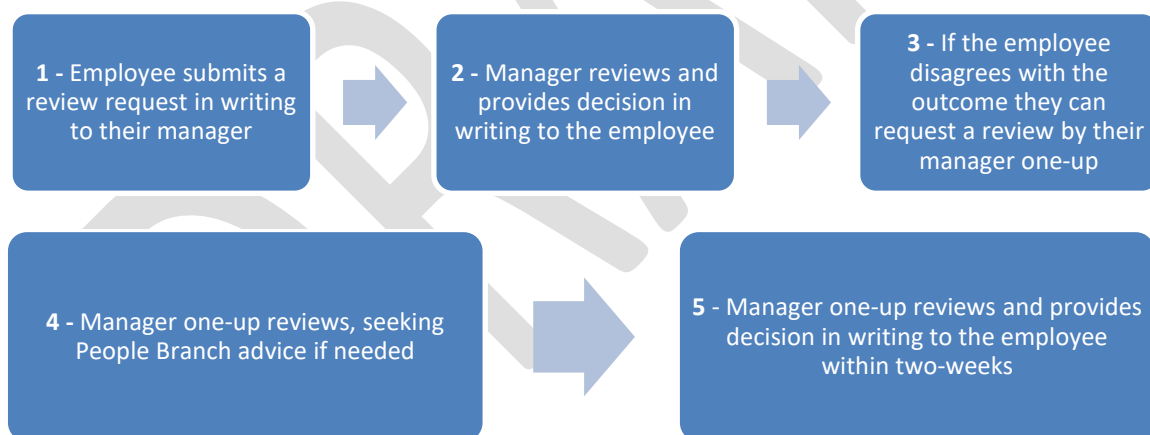 1 - Employee submits a
review request in writing
to their manager
2 - Manager reviews and
provides decision in
writing to the employee
3 - If the employee
disagrees with the
outcome they can
request a review by their
manager one-up
4 - Manager one-up reviews, seeking
People Branch advice if needed
5 - Manager one-up reviews and provides
decision in writing to the employee
within two-weeks